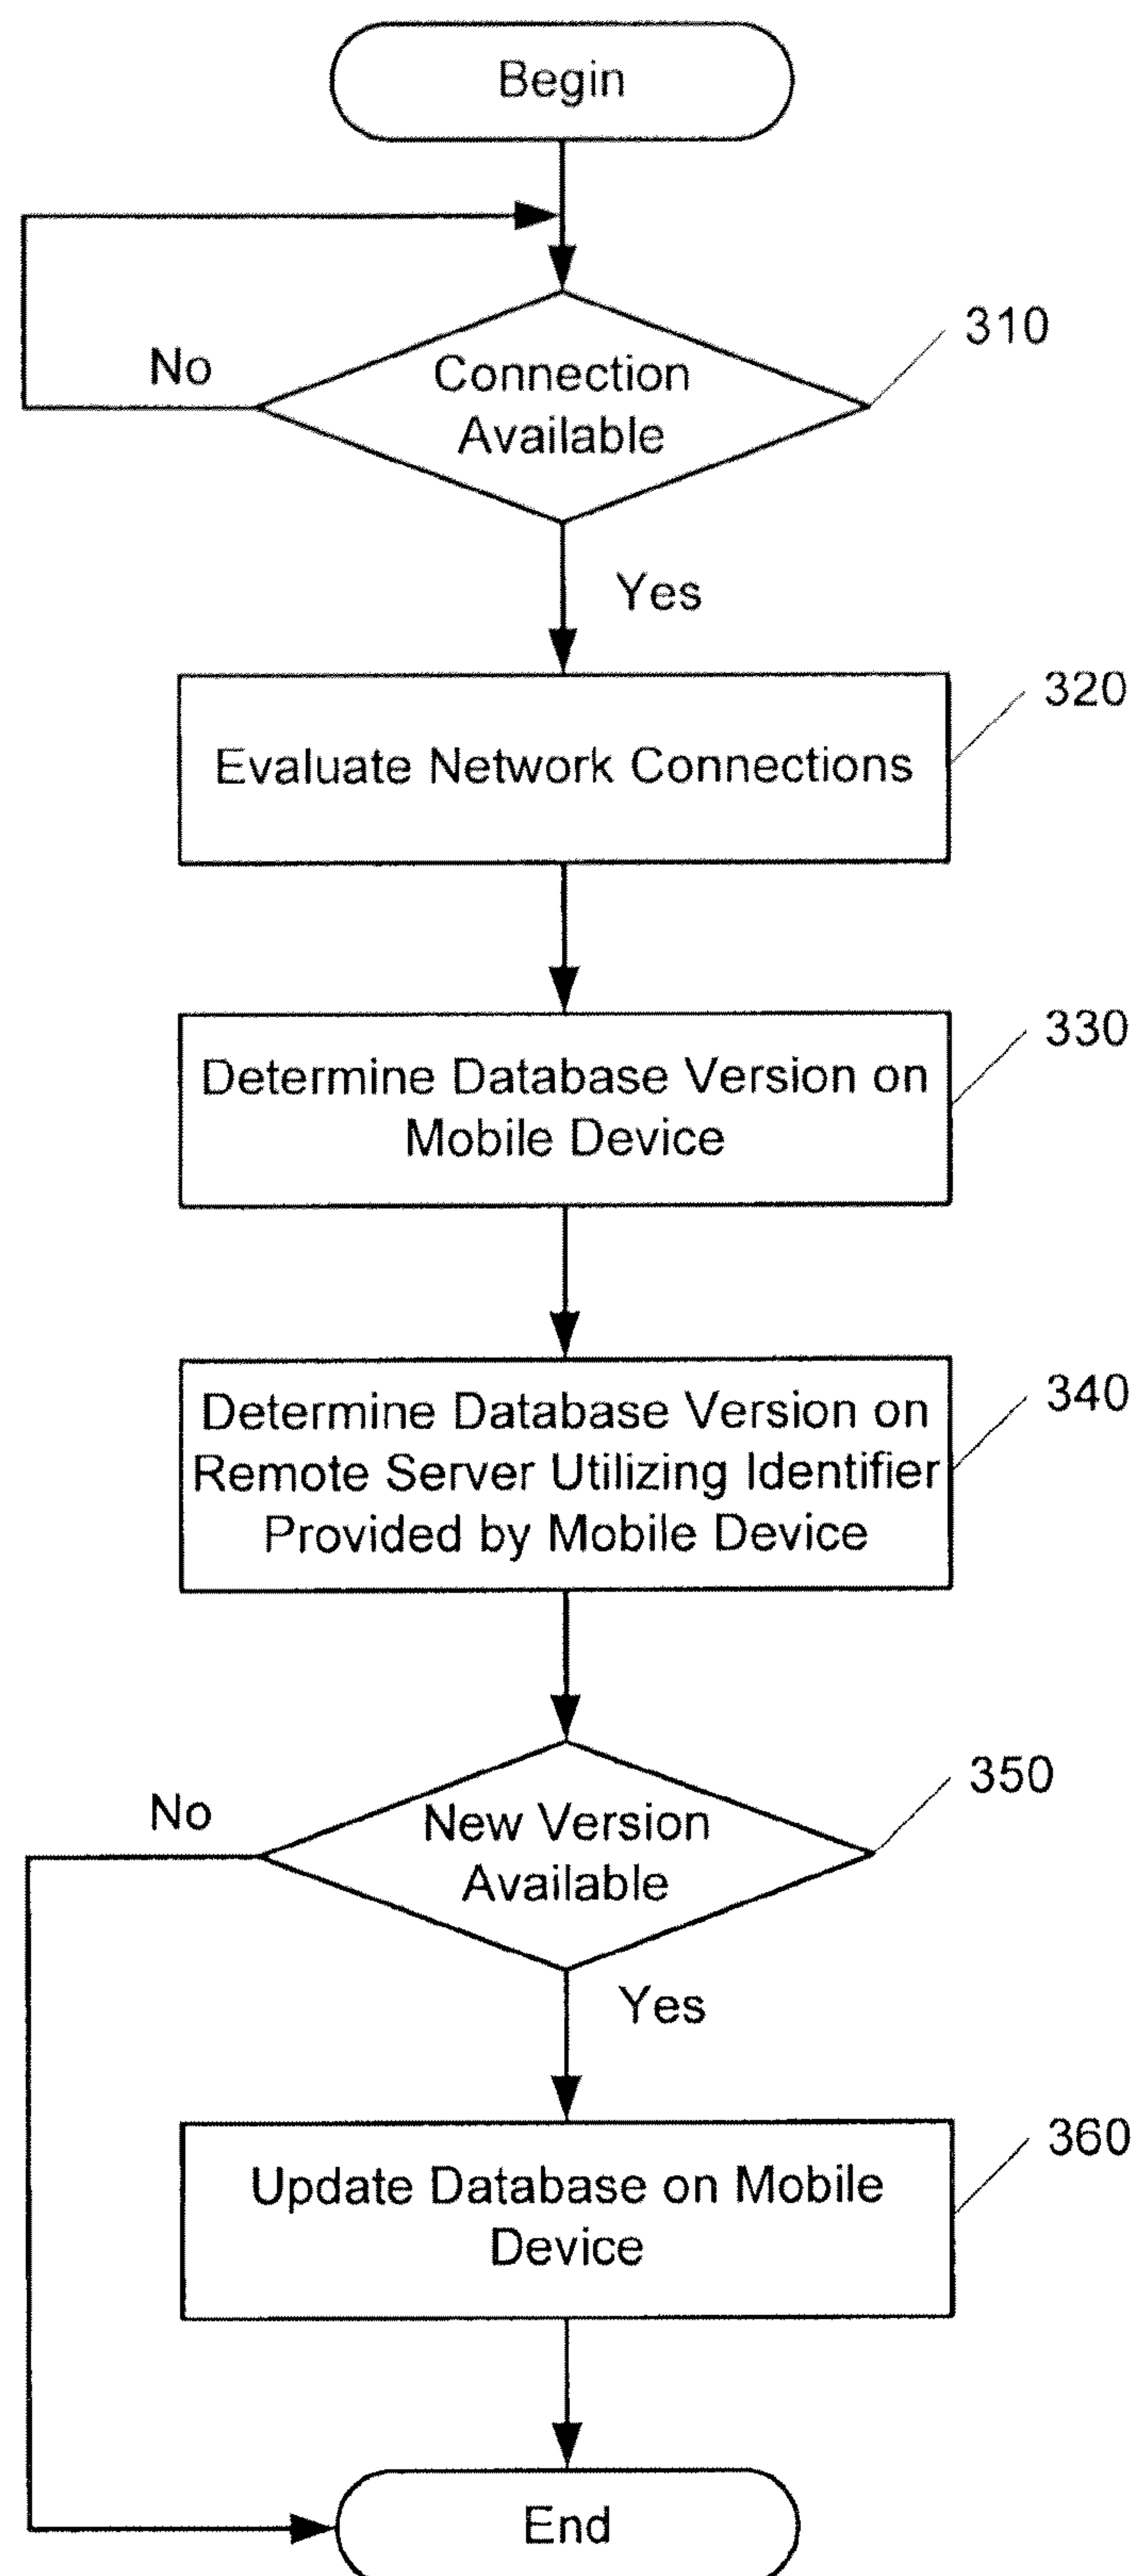 Begin
No
Connection
Available
310
Yes
Evaluate Network Connections
320
Determine Database Version on
Mobile Device
330
Determine Database Version on
Remote Server Utilizing Identifier
Provided by Mobile Device
340
No
New Version
Available
350
Yes
Update Database on Mobile
Device
360
End